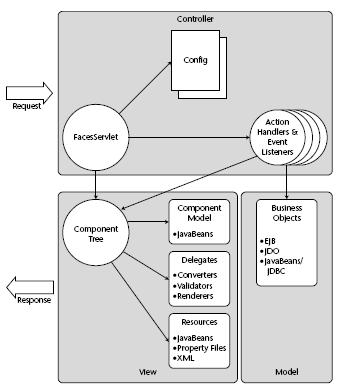 Controller
Config
Request
FacesServlet
Action
Handlers &
Event
Listeners
Component
Tree
Component
Model
•JavaBeans
Delegates
•Converters
•Validators
•Renderers
Resources
•JavaBeans
•Property Files
•XML
Business
Objects
•EJB
•JDO
•JavaBeans/
JDBC
Response
View
Model